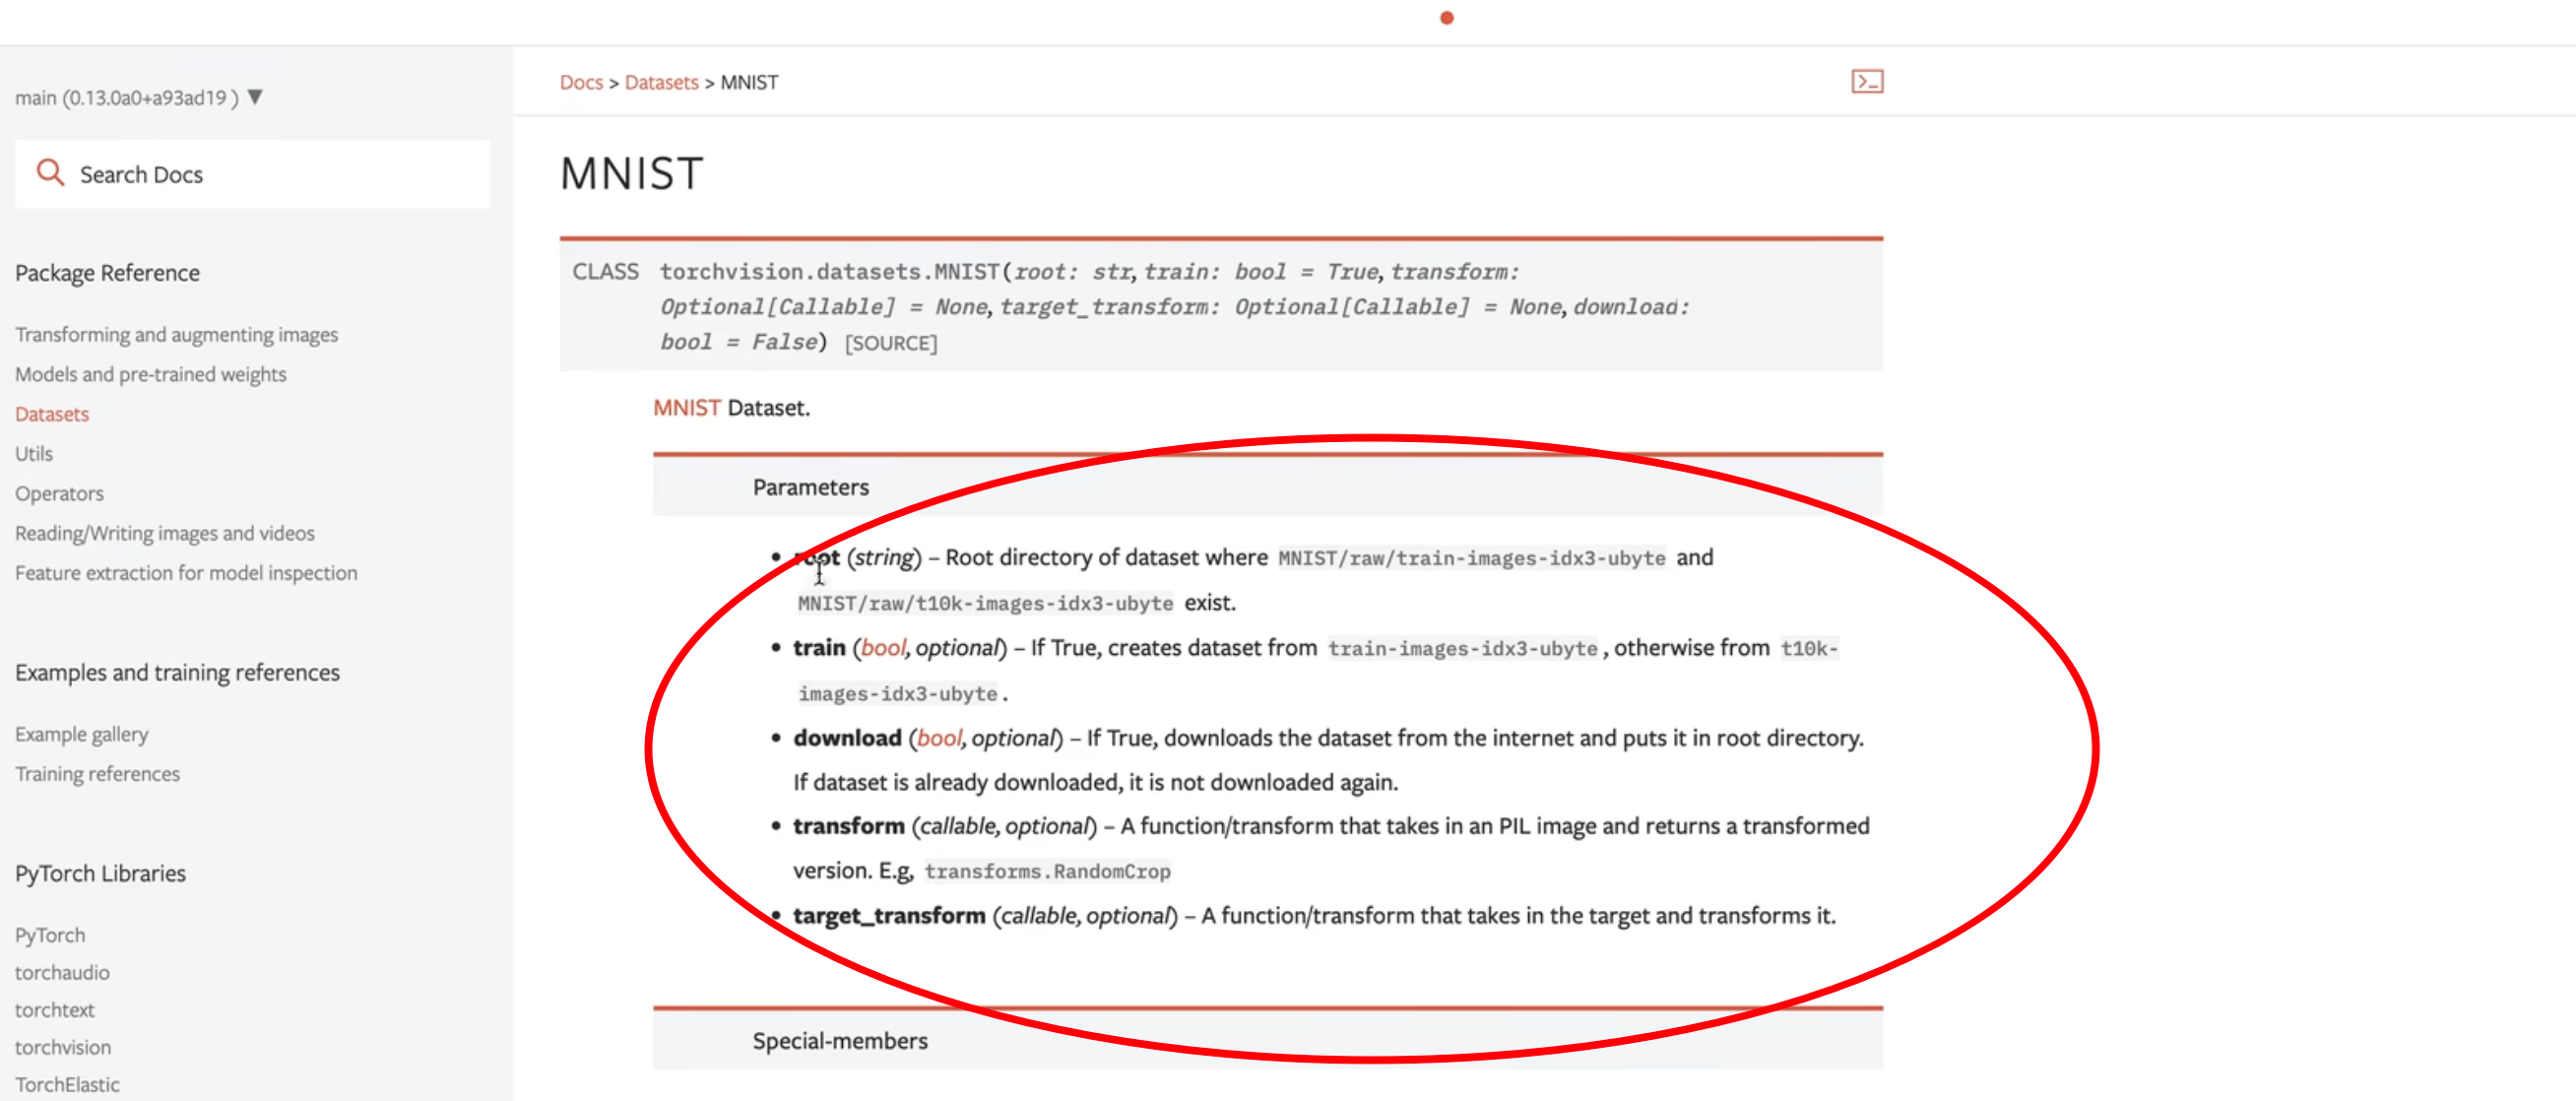 main (0.13.0a0+a93ad19 ) ▼
Search Docs
Package Reference
Transforming and augmenting images
Models and pre-trained weights
Datasets
Utils
Operators
Reading/Writing images and videos
Feature extraction for model inspection
Examples and training references
Example gallery
Training references
PyTorch Libraries
PyTorch
torchaudio
torchtext
torchvision
TorchElastic
Docs > Datasets > MNIST
MNIST
CLASS torchvision.datasets.MNIST(root: str, train: bool = True, transform:
Optional[Callable] = None, target_transform: Optional[Callable] = None, download:
bool = False) [SOURCE]
MNIST Dataset.
Parameters
• root (string) – Root directory of dataset where MNIST/raw/train-images-idx3-ubyte and
MNIST/raw/t10k-images-idx3-ubyte exist.
• train (bool, optional) – If True, creates dataset from train-images-idx3-ubyte , otherwise from t10k-
images-idx3-ubyte .
• download (bool, optional) – If True, downloads the dataset from the internet and puts it in root directory.
If dataset is already downloaded, it is not downloaded again.
• transform (callable, optional) – A function/transform that takes in an PIL image and returns a transformed
version. E.g, transforms.RandomCrop
• target_transform (callable, optional) – A function/transform that takes in the target and transforms it.
Special-members